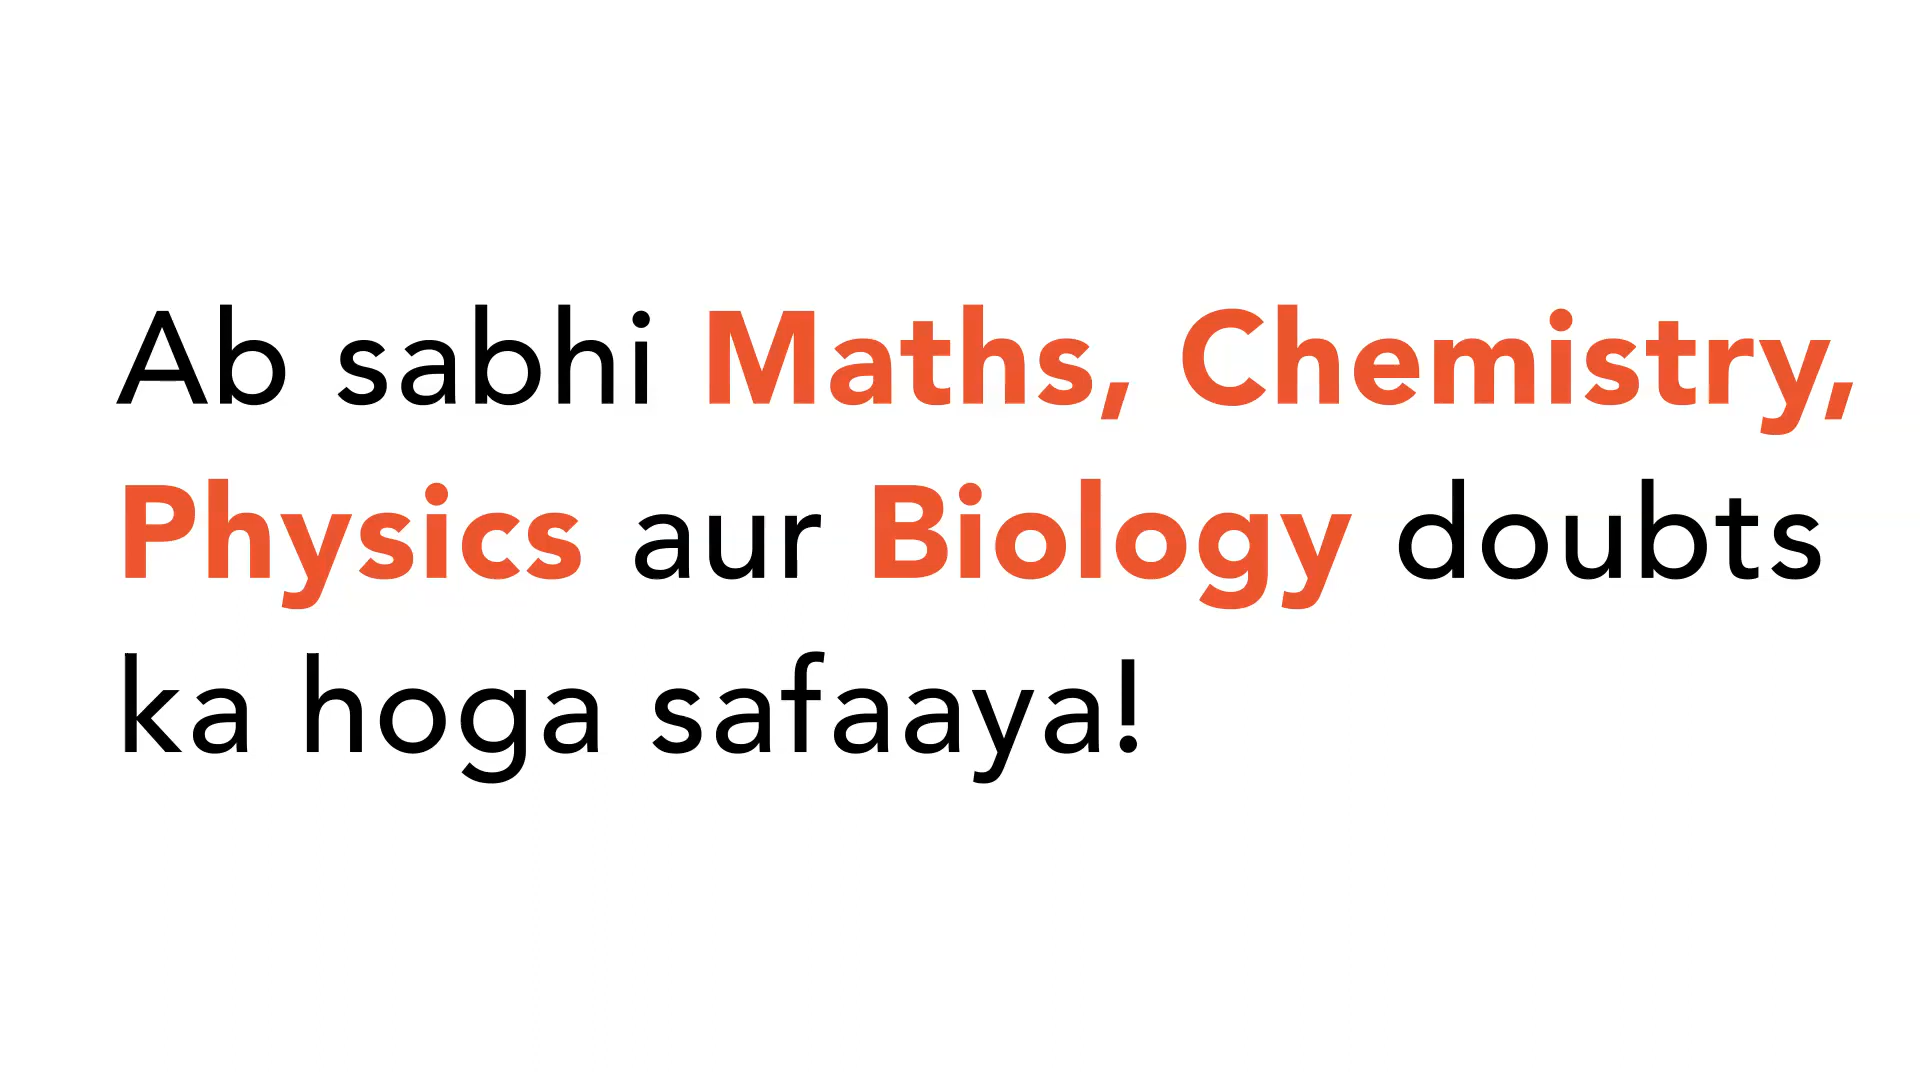 Ab sabhi Maths, Chemistry,
Physics aur Biology doubts
ka hoga safaaya!